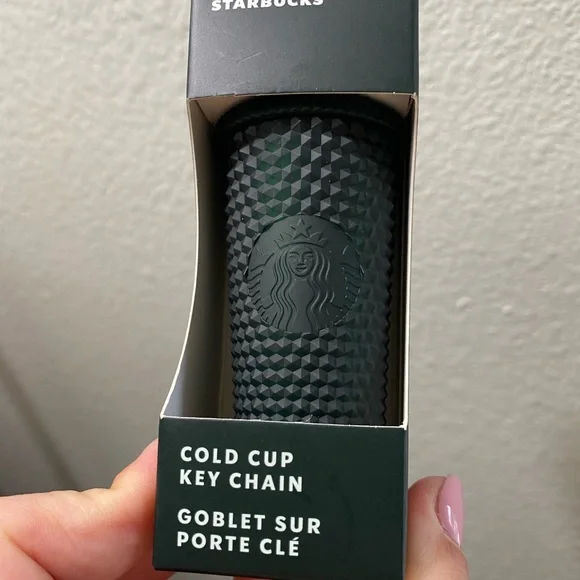 STARBUCKS
COLD CUP
KEY CHAIN
GOBLET SUR
PORTE CLÉ